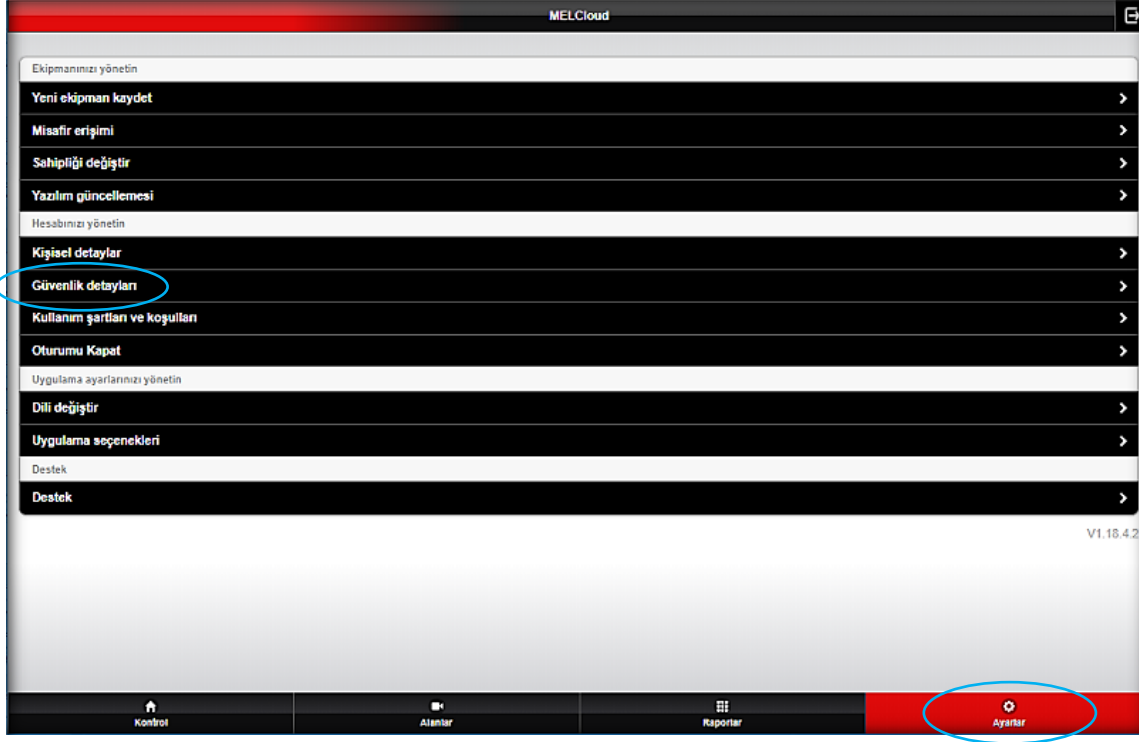 MELCloud
Ekipmanınızı yönetin
Yeni ekipman kaydet
Misafir erişimi
Sahipliği değiştir
Yazılım güncellemesi
Hesabınızı yönetin
Kişisel detaylar
Güvenlik detayları
Kullanım şartları ve koşulları
Oturumu Kapat
Uygulama ayarlarınızı yönetin
Dili değiştir
Uygulama seçenekleri
Destek
Destek
V1.18.4.2
Kontrol Alanlar Raporlar Ayarlar